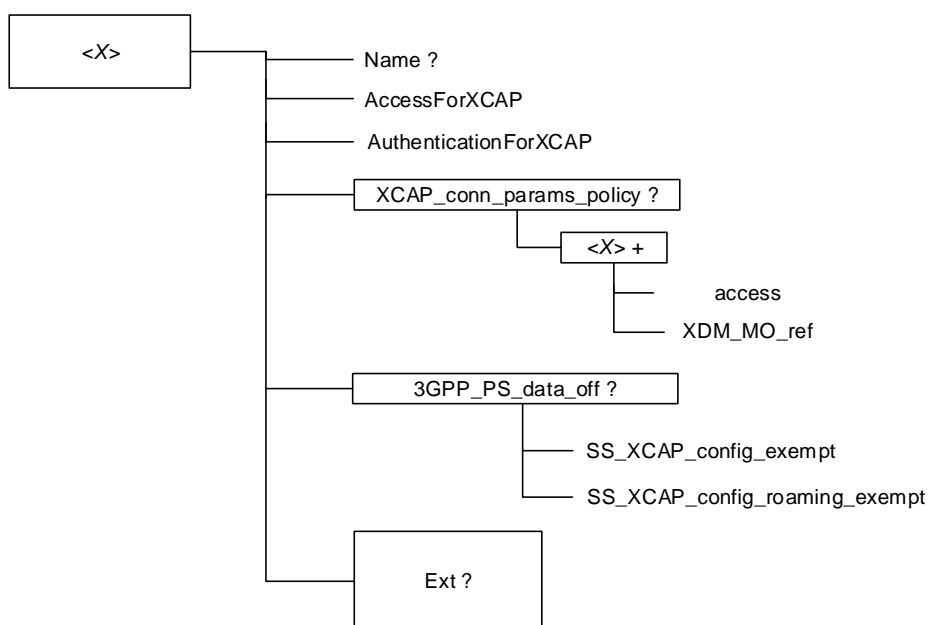 <X>
Name ?
AccessForXCAP
AuthenticationForXCAP
XCAP_conn_params_policy ?
<X> +
access
XDM_MO_ref
3GPP_PS_data_off ?
SS_XCAP_config_exempt
SS_XCAP_config_roaming_exempt
Ext ?